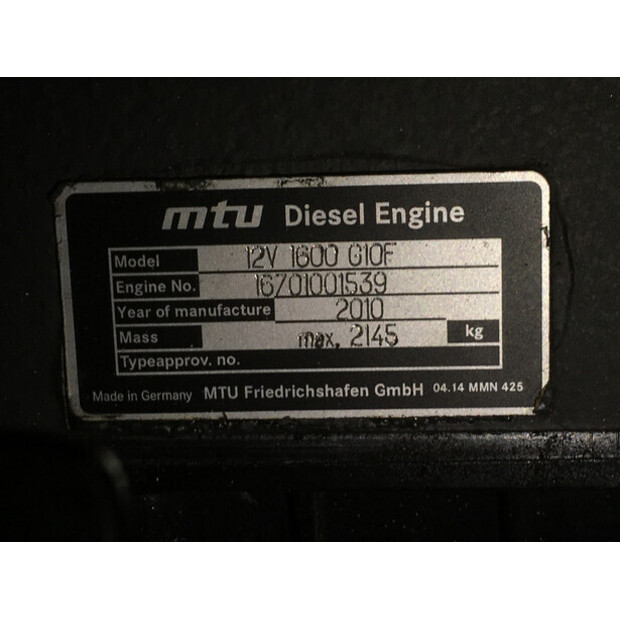 mtu Diesel Engine
Model 12V 1600 G10F
Engine No. 16701001539
Year of manufacture 2010
Mass max. 2145 kg
Typeapprov. no.
Made in Germany MTU Friedrichshafen GmbH 04.14 MMN 425